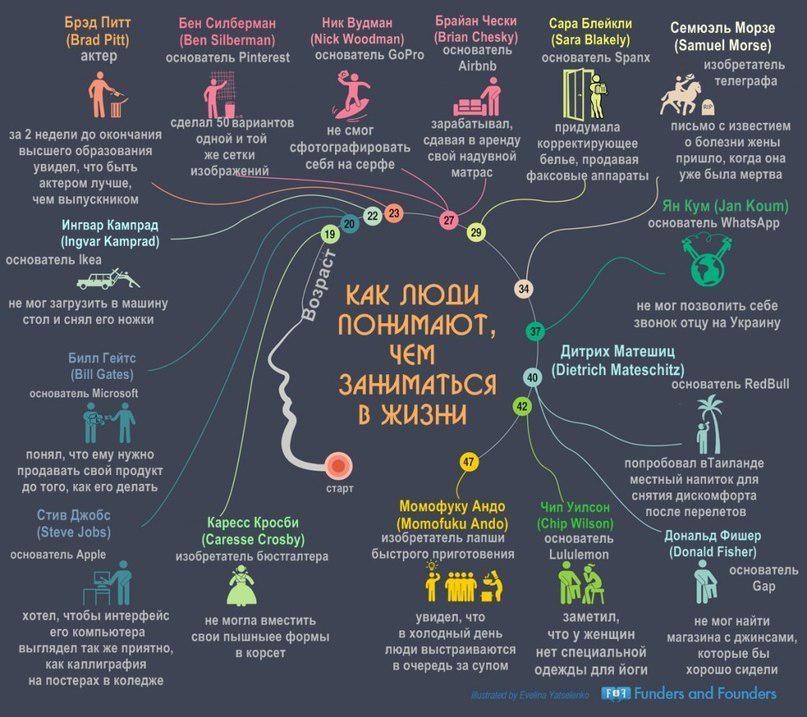 Брэд Питт
(Brad Pitt)
актер
за 2 недели до окончания
высшего образования
увидел, что быть
актером лучше,
чем выпускником
Бен Силберман
(Ben Silberman)
основатель Pinterest
сделал 50 вариантов
одной и той
же сетки
изображений
Ник Вудман
(Nick Woodman)
основатель GoPro
не смог
сфотографировать
себя на серфе
Брайан Чески
(Brian Chesky)
основатель
Airbnb
зарабатывал,
сдавая в аренду
свой надувной
матрас
Сара Блейкли
(Sara Blakely)
основатель Spanx
придумала
корректирующее
белье, продавая
факсовые аппараты
Семюэль Морзе
(Samuel Morse)
изобретатель
телеграфа
RIP
письмо с известием
о болезни жены
пришло, когда она
уже была мертва
Ингвар Кампрад
(Ingvar Kamprad)
основатель Ikea
не мог загрузить в машину
стол и снял его ножки
Ян Кум (Jan Koum)
основатель WhatsApp
не мог позволить себе
звонок отцу на Украину
19
20
22
23
27
29
34
37
40
42
47
Возраст
КАК ЛЮДИ
ПОНИМАЮТ,
ЧЕМ
ЗАНИМАТЬСЯ
В ЖИЗНИ
старт
Билл Гейтс
(Bill Gates)
основатель Microsoft
понял, что ему нужно
продавать свой продукт
до того, как его делать
Дитрих Матешиц
(Dietrich Mateschitz)
основатель RedBull
попробовал вТаиланде
местный напиток для
снятия дискомфорта
после перелетов
Стив Джобс
(Steve Jobs)
основатель Apple
хотел, чтобы интерфейс
его компьютера
выглядел так же приятно,
как каллиграфия
на постерах в коледже
Каресс Кросби
(Caresse Crosby)
изобретатель бюстгалтера
не могла вместить
свои пышныее формы
в корсет
Момофуку Андо
(Momofuku Ando)
изобретатель лапши
быстрого приготовения
увидел, что
в холодный день
люди выстраиваются
в очередь за супом
Чип Уилсон
(Chip Wilson)
основатель
Lululemon
заметил,
что у женщин
нет специальной
одежды для йоги
Дональд Фишер
(Donald Fisher)
основатель
Gap
не мог найти
магазина с джинсами,
которые бы
хорошо сидели
Illustrated by Evelina Yatselenko
F&F Funders and Founders